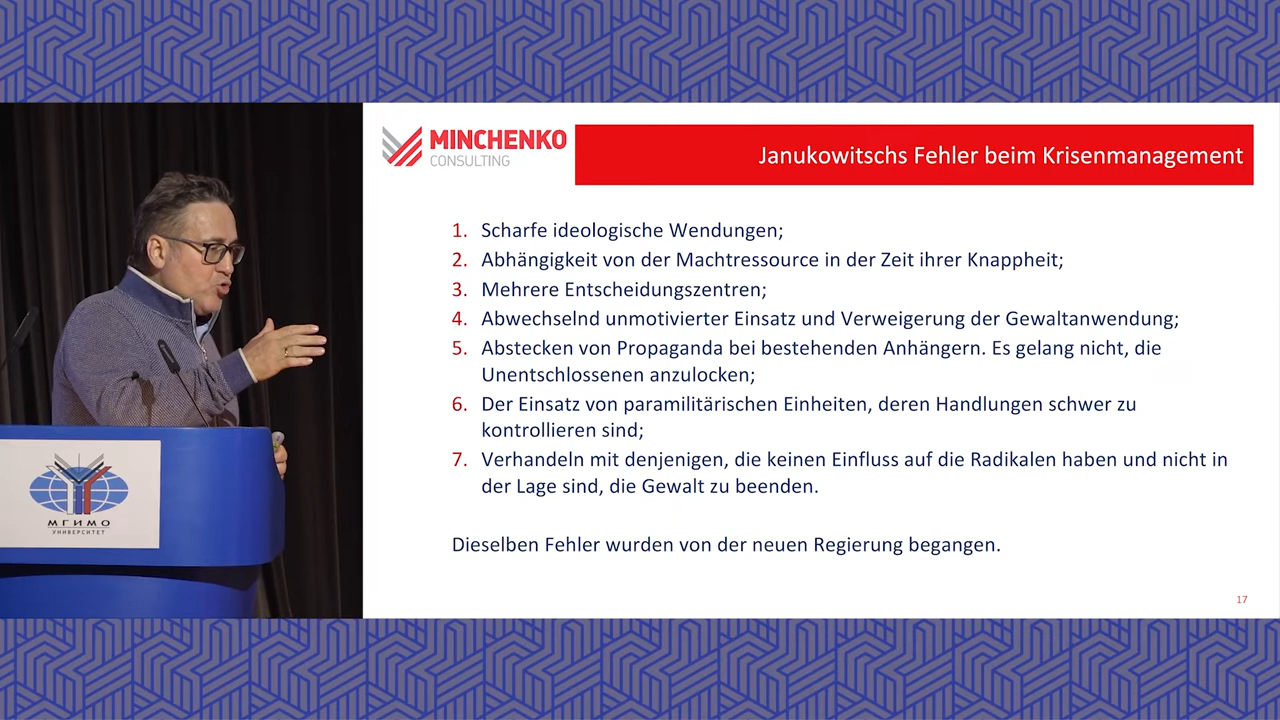 MINCHENKO
CONSULTING
Janukowitschs Fehler beim Krisenmanagement
1. Scharfe ideologische Wendungen;
2. Abhängigkeit von der Machtressource in der Zeit ihrer Knappheit;
3. Mehrere Entscheidungszentren;
4. Abwechselnd unmotivierter Einsatz und Verweigerung der Gewaltanwendung;
5. Abstecken von Propaganda bei bestehenden Anhängern. Es gelang nicht, die
Unentschlossenen anzulocken;
6. Der Einsatz von paramilitärischen Einheiten, deren Handlungen schwer zu
kontrollieren sind;
7. Verhandeln mit denjenigen, die keinen Einfluss auf die Radikalen haben und nicht in
der Lage sind, die Gewalt zu beenden.
Dieselben Fehler wurden von der neuen Regierung begangen.
17
МГИМО
УНИВЕРСИТЕТ